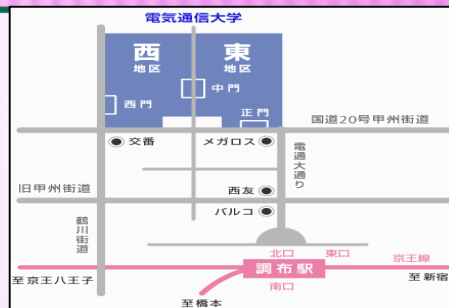 電気通信大学
西
地区
東
地区
中門
西門
正門
国道20号甲州街道
交番
メガロス
電通大通り
旧甲州街道
西友
パルコ
鶴川街道
北口
東口
京王線
調布駅
至京王八王子
南口
至新宿
至橋本